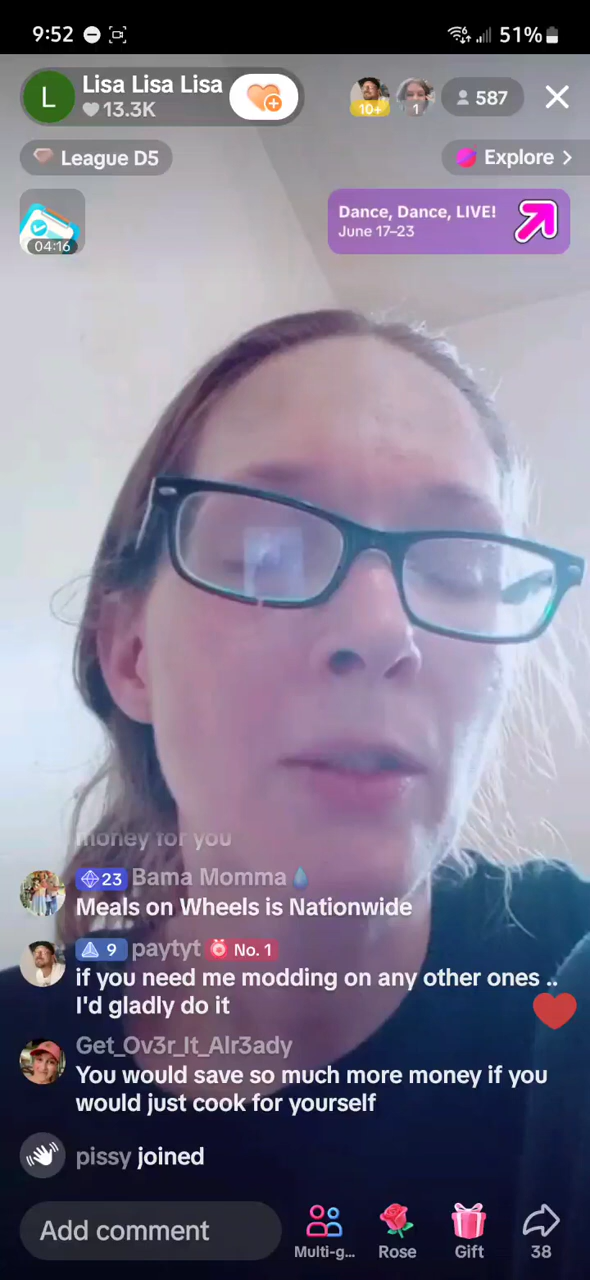 9:52
51%
L
Lisa Lisa Lisa
13.3K
10+
1
587
League D5
Explore >
04:16
Dance, Dance, LIVE!
June 17–23
money for you
23 Bama Momma
Meals on Wheels is Nationwide
9 paytyt No. 1
if you need me modding on any other ones ..
I'd gladly do it
Get_Ov3r_It_Alr3ady
You would save so much more money if you
would just cook for yourself
pissy joined
Add comment
Multi-g...
Rose
Gift
38